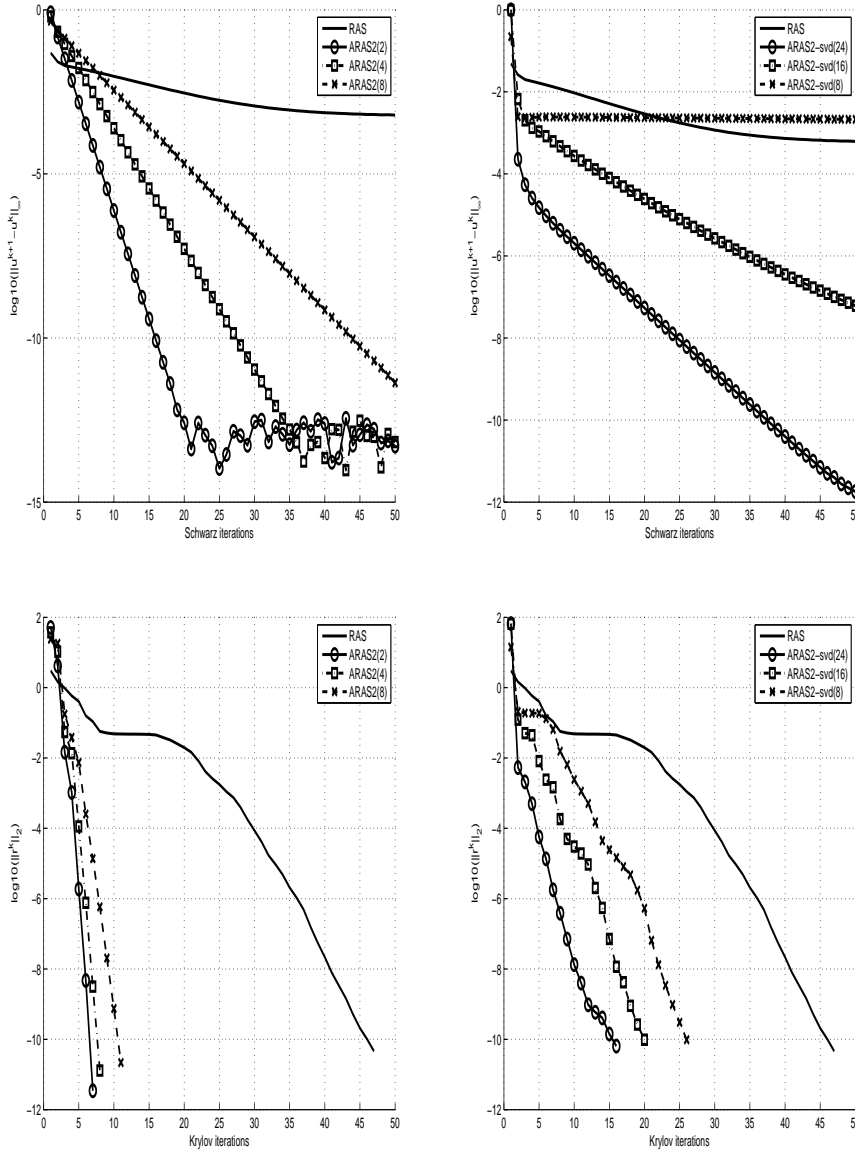 0
−5
−10
−15
log10(||u^{k+1}−u^k||_∞)
0 5 10 15 20 25 30 35 40 45 50
Schwarz iterations
RAS
ARAS2(2)
ARAS2(4)
ARAS2(8)
0
−2
−4
−6
−8
−10
−12
log10(||u^{k+1}−u^k||_∞)
0 5 10 15 20 25 30 35 40 45 50
Schwarz iterations
RAS
ARAS2−svd(24)
ARAS2−svd(16)
ARAS2−svd(8)
2
0
−2
−4
−6
−8
−10
−12
log10(||r^k||_2)
0 5 10 15 20 25 30 35 40 45 50
Krylov iterations
RAS
ARAS2(2)
ARAS2(4)
ARAS2(8)
2
0
−2
−4
−6
−8
−10
−12
log10(||r^k||_2)
0 5 10 15 20 25 30 35 40 45 50
Krylov iterations
RAS
ARAS2−svd(24)
ARAS2−svd(16)
ARAS2−svd(8)